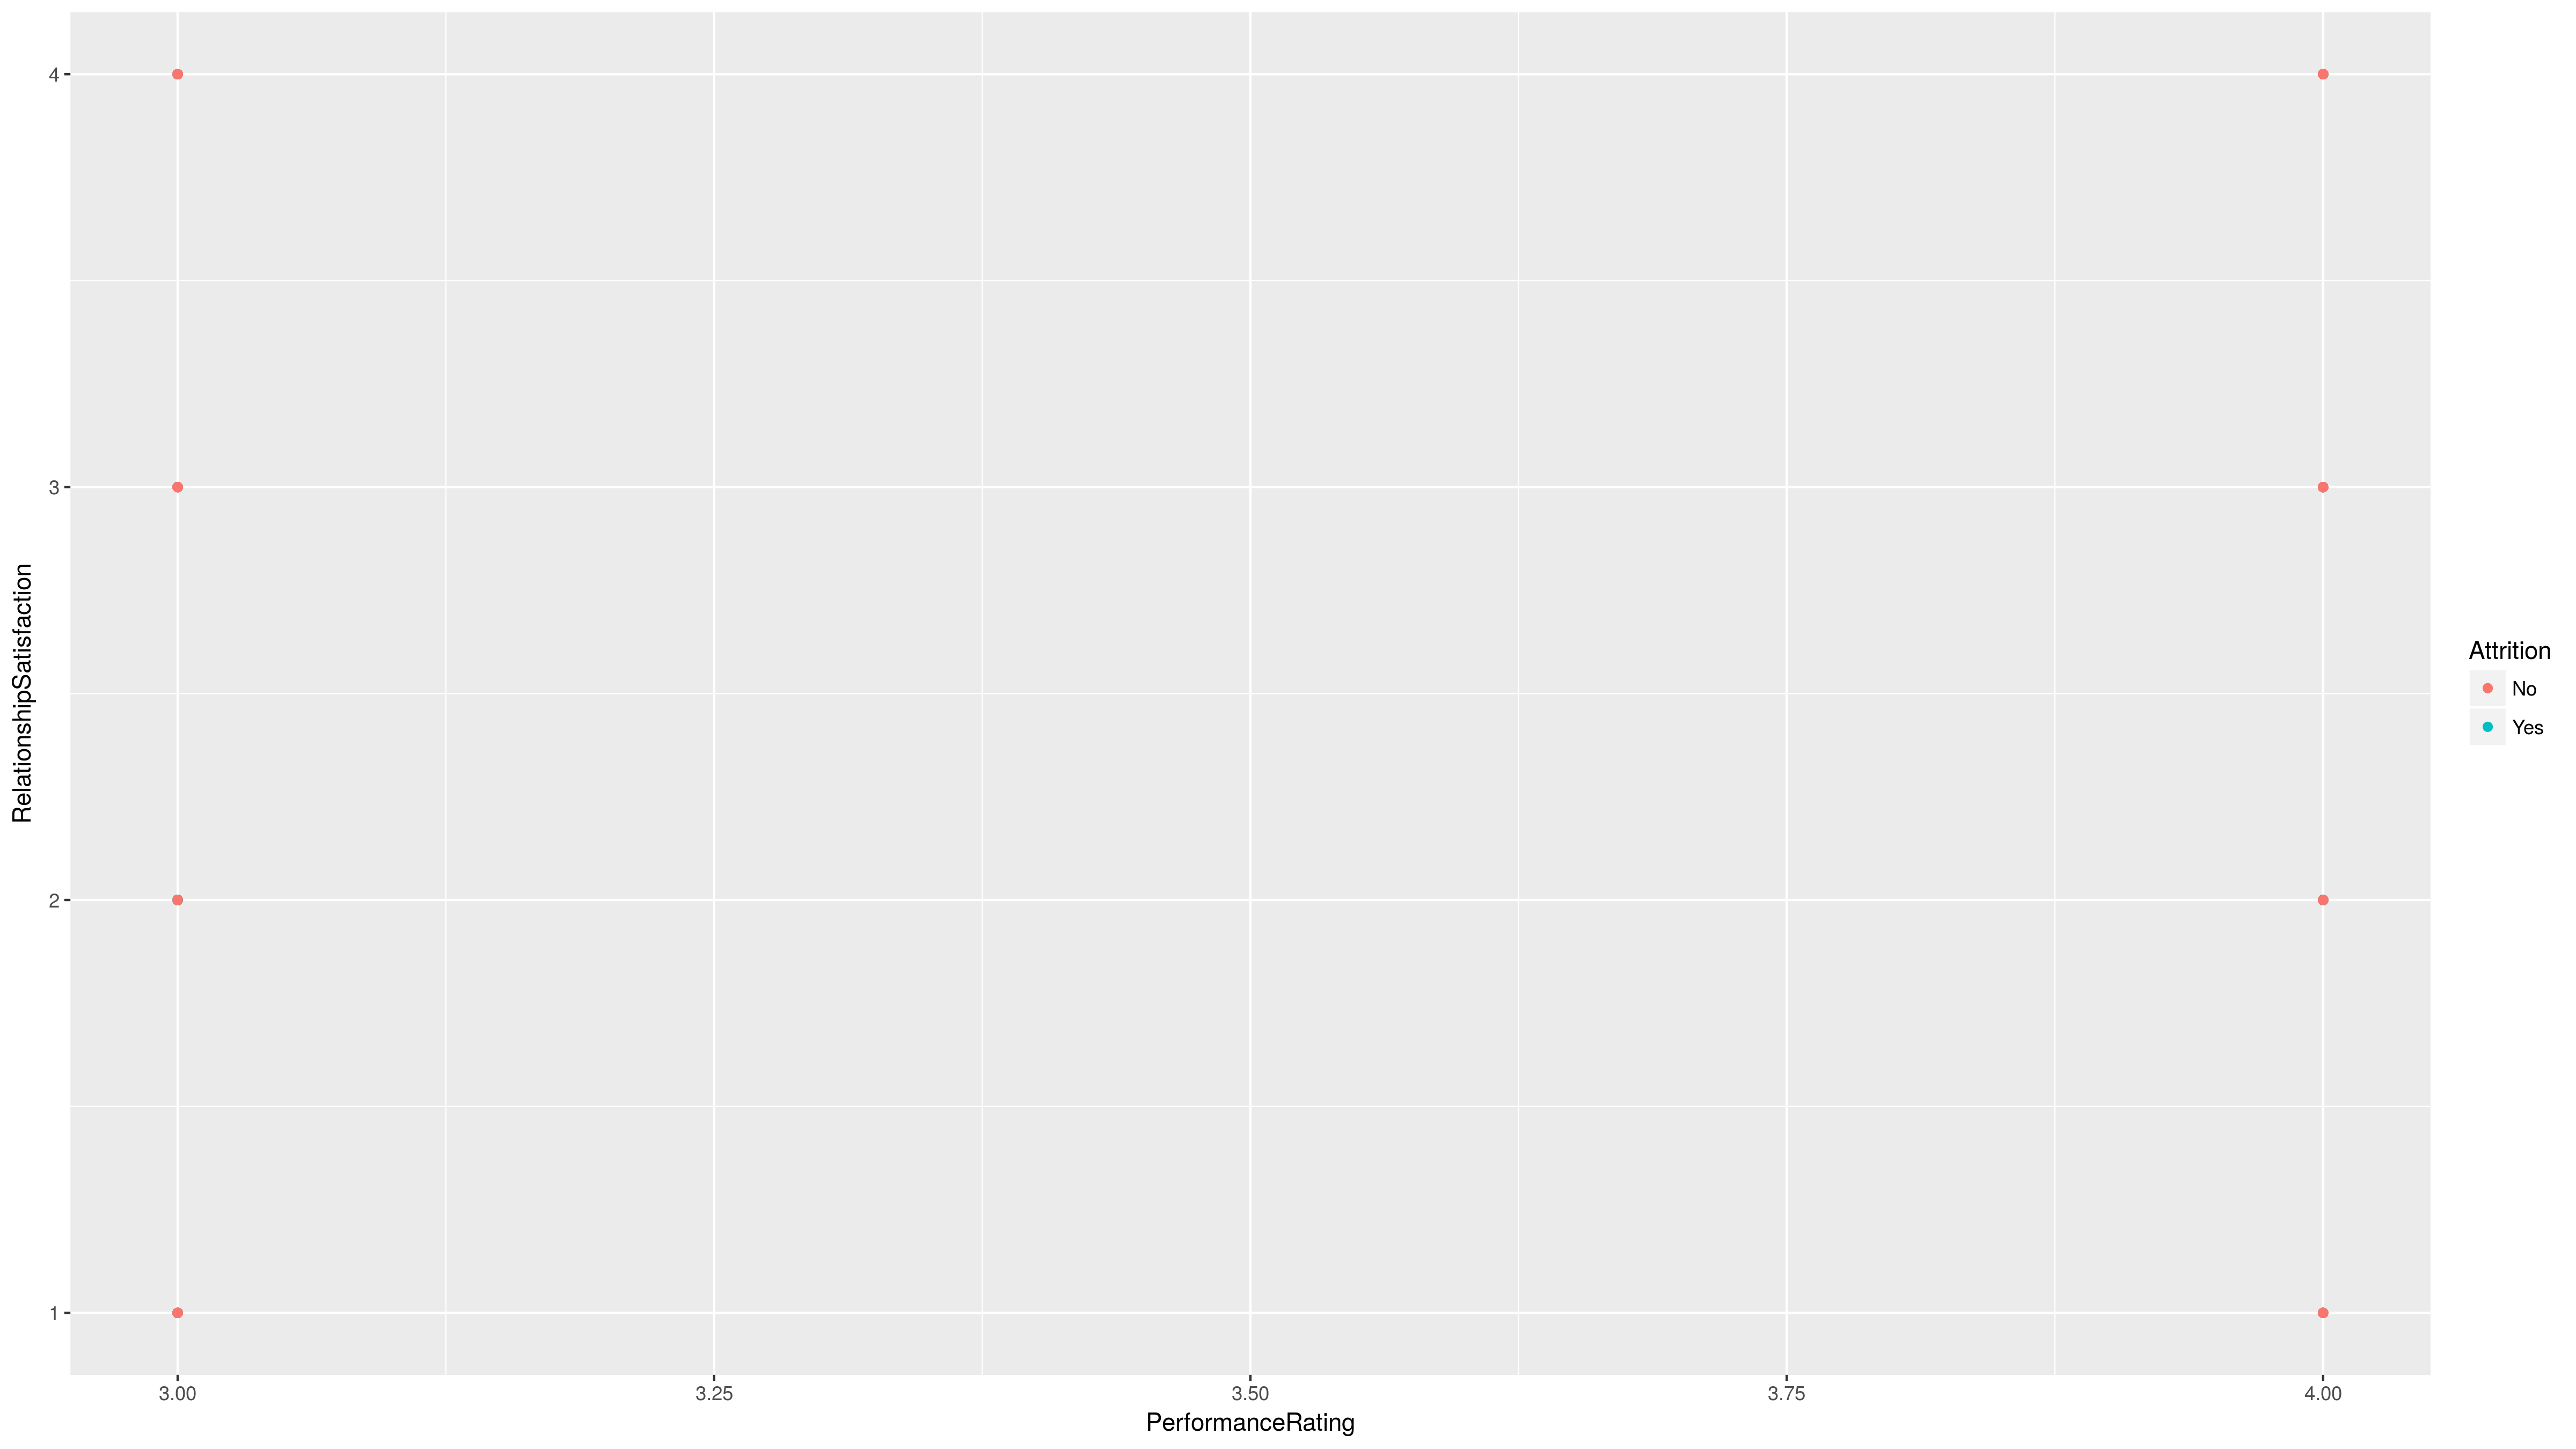 4
3
2
1
RelationshipSatisfaction
3.00
3.25
3.50
3.75
4.00
PerformanceRating
Attrition
No
Yes